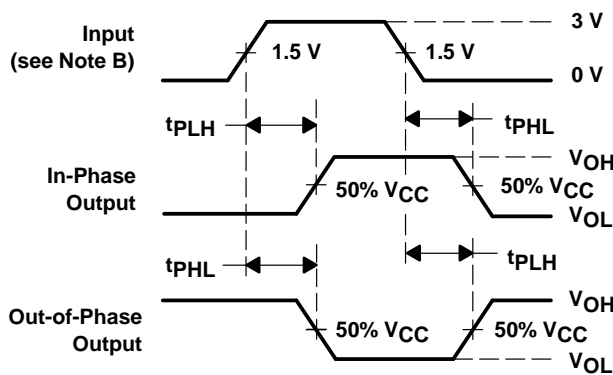 Input
(see Note B)
1.5 V
1.5 V
3 V
0 V
tPLH
tPHL
In-Phase
Output
50% VCC
50% VCC
VOH
VOL
tPHL
tPLH
Out-of-Phase
Output
50% VCC
50% VCC
VOH
VOL